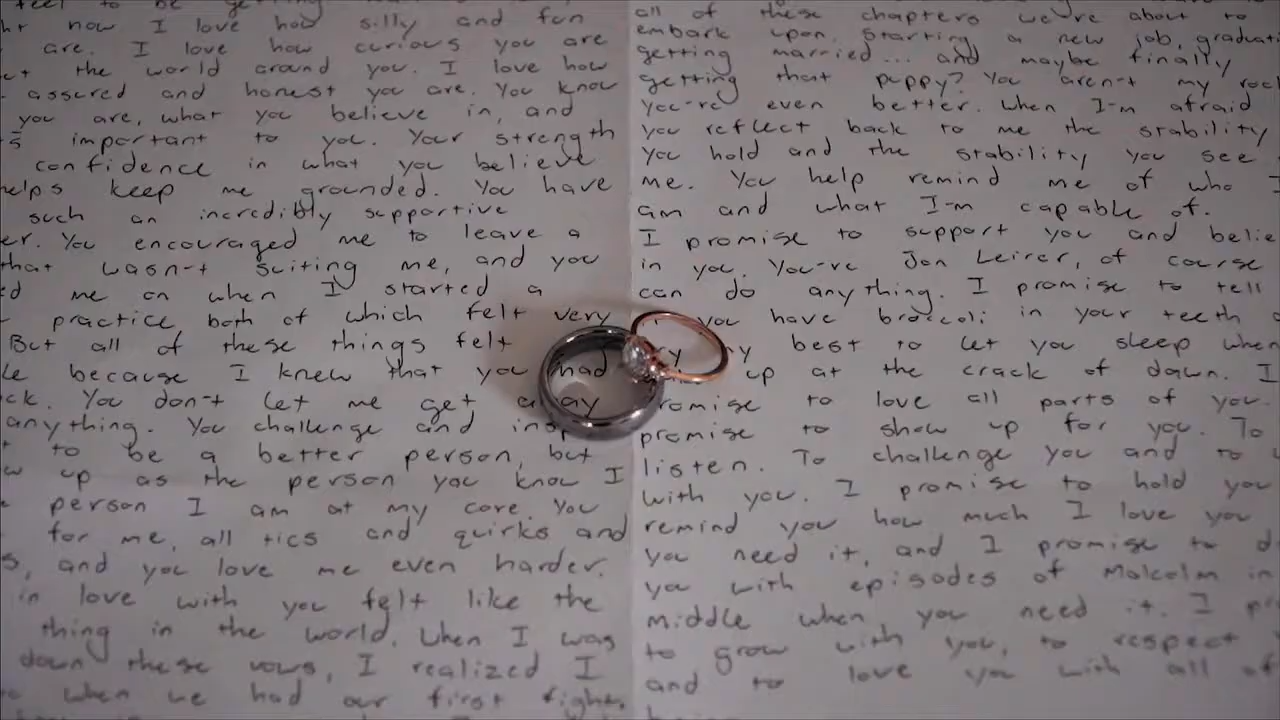 feel to be
now I love how silly and fun
are. I love how curious you are
the world around you. I love how
assured and honest you are. You know
you are, what you believe in, and
important to you. Your strength
confidence in what you believe
helps keep me grounded. You have
such an incredibly supportive
er. You encouraged me to leave a
that wasn't suiting me, and you
me on when I started a
practice, both of which felt very
But all of these things felt
because I knew that you had
ck. You don't let me get away
anything. You challenge and insp
to be a better person, but
up as the person you know I
person I am at my core. You
for me, all tics and quirks and
s, and you love me even harder.
in love with you felt like the
thing in the world. When I was
down these vows, I realized I
when we had our first fight,
all of these chapters we're about to
embark upon. Starting a new job, graduati
getting married... and maybe finally
getting that puppy? You aren't my rock
you-re even better. When I-m afraid
you reflect back to me the stability
you hold and the stability you see
me. You help remind me of who I
am and what I-m capable of.
I promise to support you and belie
in you. You-re Jon Leirer, of course
can do anything. I promise to tell
you have broccoli in your teeth
my best to let you sleep when
up at the crack of dawn. I
promise to love all parts of you.
promise to show up for you. To
listen. To challenge you and to
with you. I promise to hold you
remind you how much I love you
you need it, and I promise to
you with episodes of Malcolm in
middle when you need it. I
to grow with you, to respect
and to love you with all of